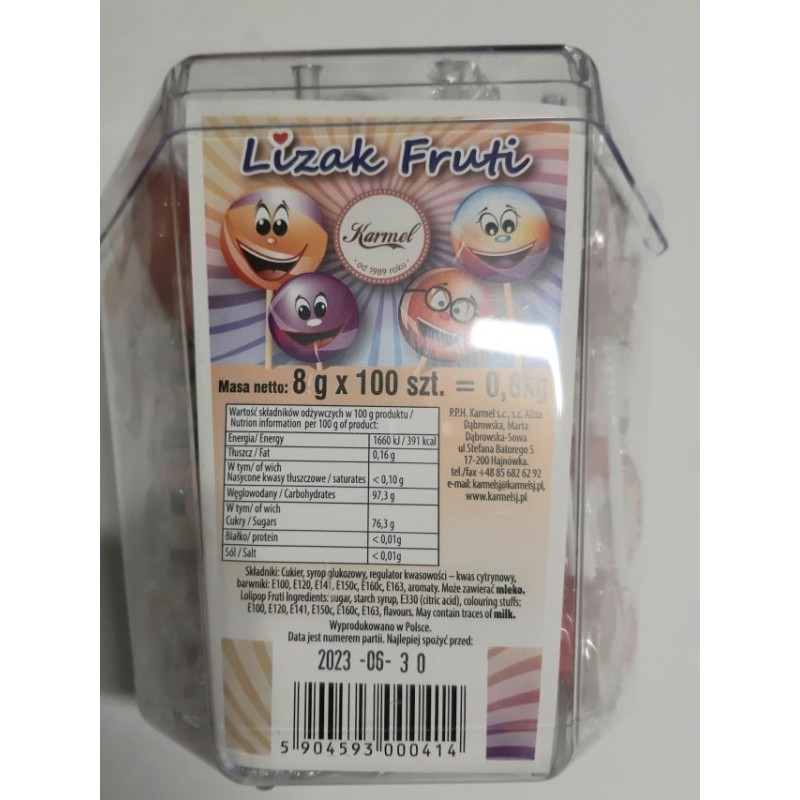 Lizak Fruti
Karmel
• od 1989 roku •
Masa netto: 8 g x 100 szt. = 0,8kg
Wartość składników odżywczych w 100 g produktu /
Nutrion information per 100 g of product:
Energia/ Energy 1660 kJ / 391 kcal
Tłuszcz / Fat 0,16 g
W tym/ of wich
Nasycone kwasy tłuszczowe / saturates < 0,10 g
Węglowodany / Carbohydrates 97,3 g
W tym/ of wich
Cukry / Sugars 76,3 g
Białko/ protein < 0,01g
Sól / Salt < 0,01g
P.P.H. Karmel s.c., s.c. Alina
Dąbrowska, Marta
Dąbrowska-Sowa
ul Stefana Batorego 5
17-200 Hajnówka.
tel./fax +48 85 682 62 92
e-mail: karmelsj@karmelsj.pl,
www.karmelsj.pl
Składniki: Cukier, syrop glukozowy, regulator kwasowości – kwas cytrynowy,
barwniki: E100, E120, E141, E150c, E160c, E163, aromaty. Może zawierać mleko.
Lolipop Fruti Ingredients: sugar, starch syrup, E330 (citric acid), colouring stuffs:
E100, E120, E141, E150c, E160c, E163, flavours. May contain traces of milk.
Wyprodukowano w Polsce.
Data jest numerem partii. Najlepiej spożyć przed:
2023 -06- 3 0
5 904593 000414